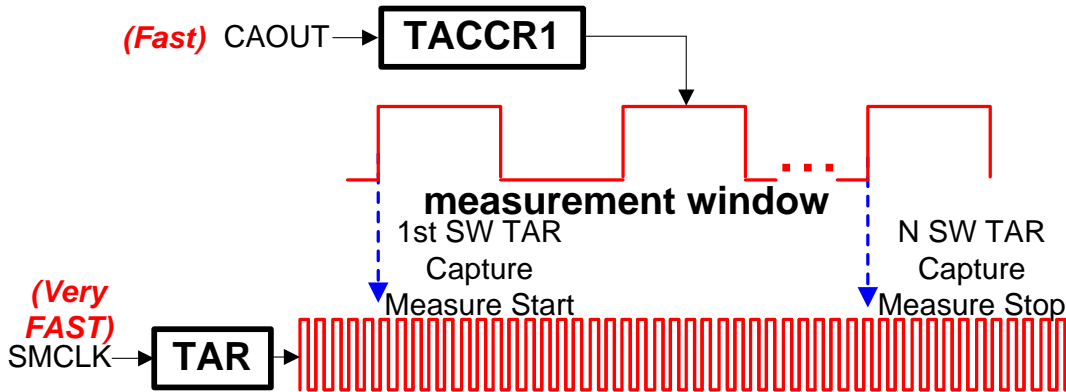 (Fast) CAOUT TACCR1
...
measurement window
1st SW TAR
Capture
Measure Start
N SW TAR
Capture
Measure Stop
(Very
FAST)
SMCLK TAR